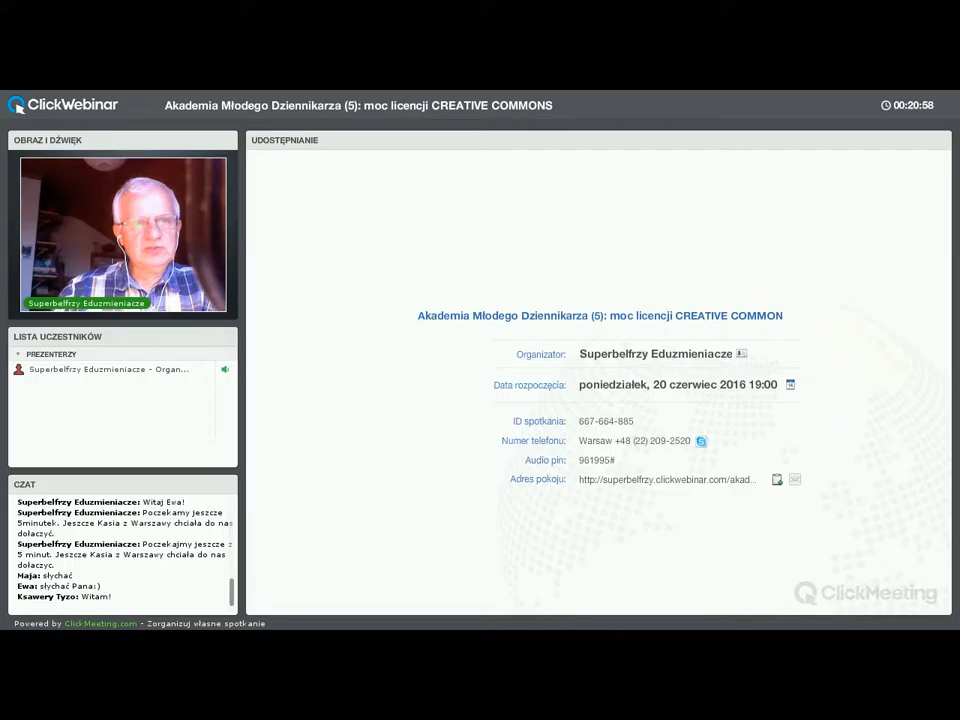 ClickWebinar
Akademia Młodego Dziennikarza (5): moc licencji CREATIVE COMMONS
00:20:58
OBRAZ I DŹWIĘK
Superbelfrzy Eduzmieniacze
LISTA UCZESTNIKÓW
PREZENTERZY
Superbelfrzy Eduzmieniacze - Organ...
CZAT
Superbelfrzy Eduzmieniacze: Witaj Ewa!
Superbelfrzy Eduzmieniacze: Poczekamy jeszcze
5minutek. Jeszcze Kasia z Warszawy chciała do nas
dołaczyć.
Superbelfrzy Eduzmieniacze: Poczekajmy jeszcze z
5 minut. Jeszcze Kasia z Warszawy chciała do nas
dołaczyc.
Maja: słychać
Ewa: słychać Pana:)
Ksawery Tyzo: Witam!
UDOSTĘPNIANIE
Akademia Młodego Dziennikarza (5): moc licencji CREATIVE COMMON
Organizator: Superbelfrzy Eduzmieniacze
Data rozpoczęcia: poniedziałek, 20 czerwiec 2016 19:00
ID spotkania: 667-664-885
Numer telefonu: Warsaw +48 (22) 209-2520
Audio pin: 961995#
Adres pokoju: http://superbelfrzy.clickwebinar.com/akad...
ClickMeeting
Powered by ClickMeeting.com - Zorganizuj własne spotkanie